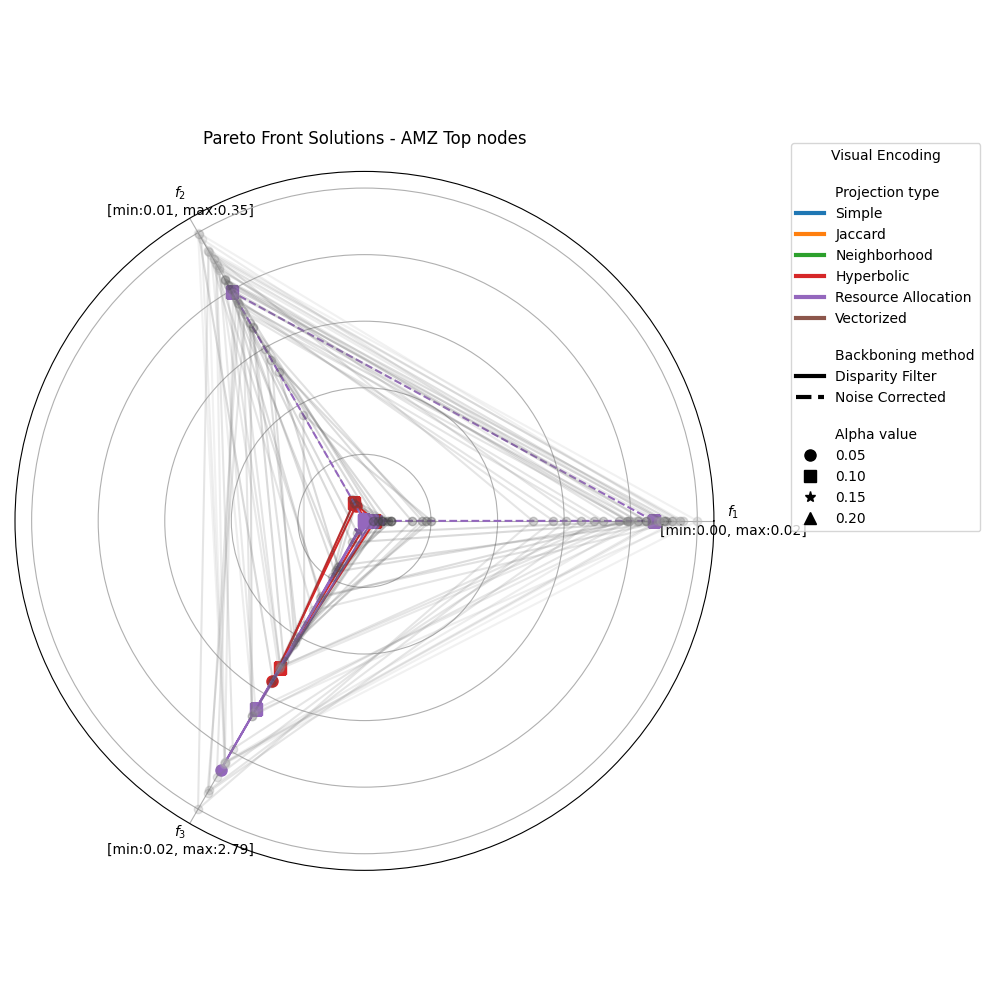 Pareto Front Solutions - AMZ Top nodes
f2
[min:0.01, max:0.35]
f1
[min:0.00, max:0.02]
f3
[min:0.02, max:2.79]
Visual Encoding
Projection type
Simple
Jaccard
Neighborhood
Hyperbolic
Resource Allocation
Vectorized
Backboning method
Disparity Filter
Noise Corrected
Alpha value
0.05
0.10
0.15
0.20